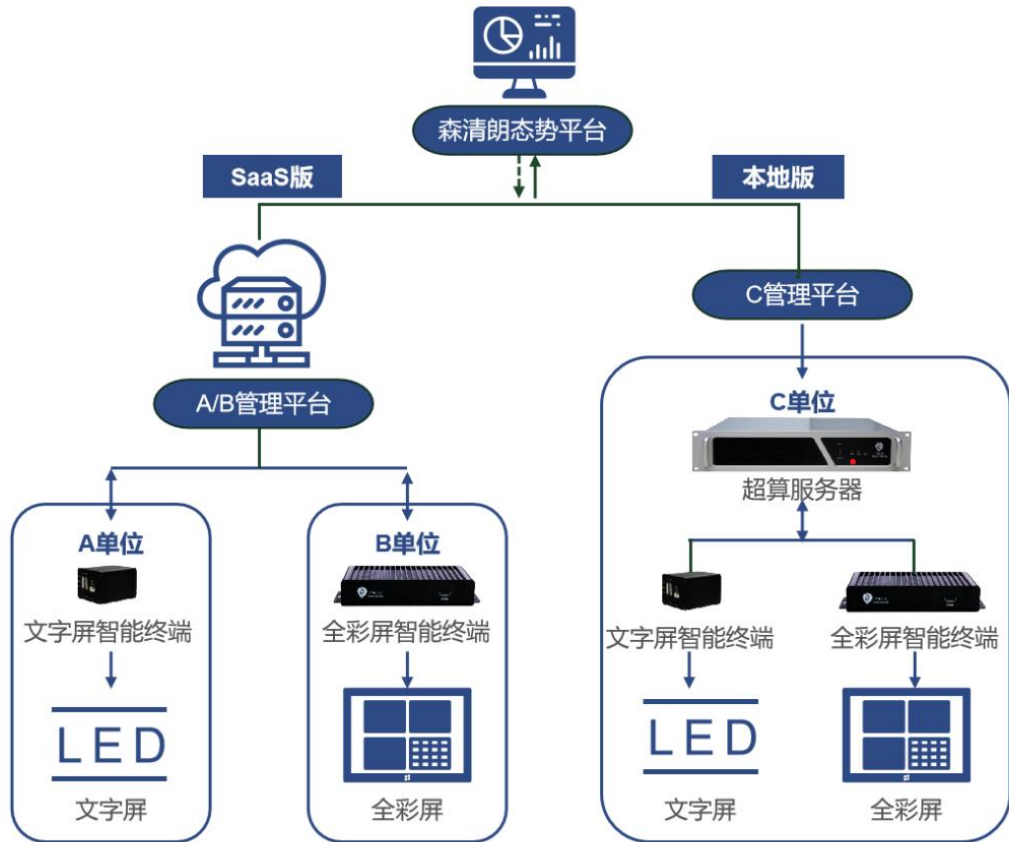 森清朗态势平台
SaaS版
本地版
C管理平台
A/B管理平台
C单位
超算服务器
A单位
B单位
文字屏智能终端
全彩屏智能终端
文字屏智能终端
全彩屏智能终端
LED
LED
文字屏
全彩屏
文字屏
全彩屏